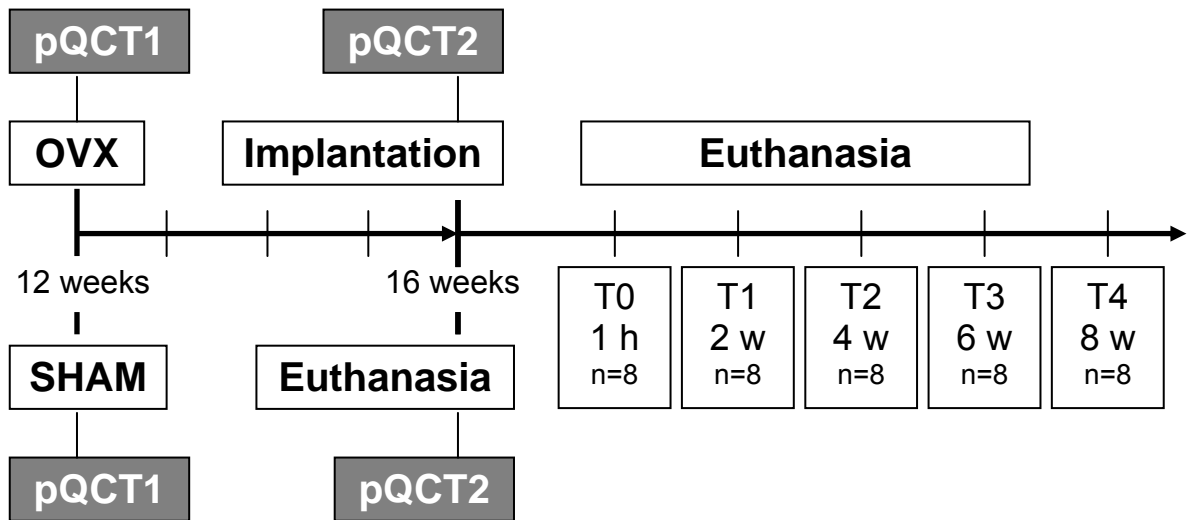 pQCT1
pQCT2
OVX
Implantation
Euthanasia
12 weeks
16 weeks
SHAM
Euthanasia
T0
1 h
n=8
T1
2 w
n=8
T2
4 w
n=8
T3
6 w
n=8
T4
8 w
n=8
pQCT1
pQCT2